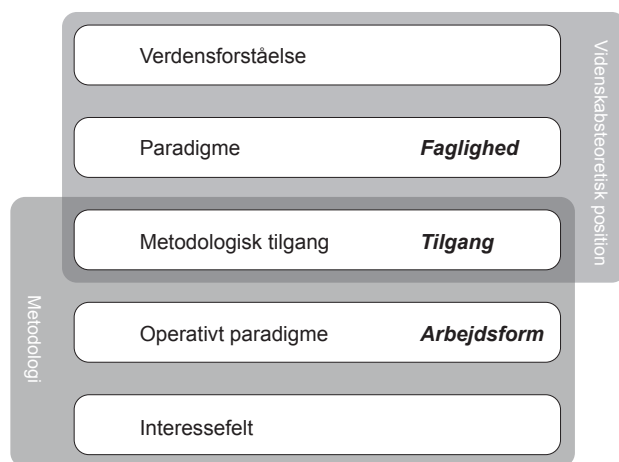 Verdensforståelse
Paradigme Faglighed
Metodologisk tilgang Tilgang
Operativt paradigme Arbejdsform
Interessefelt
Videnskabsteoretisk position
Metodologi